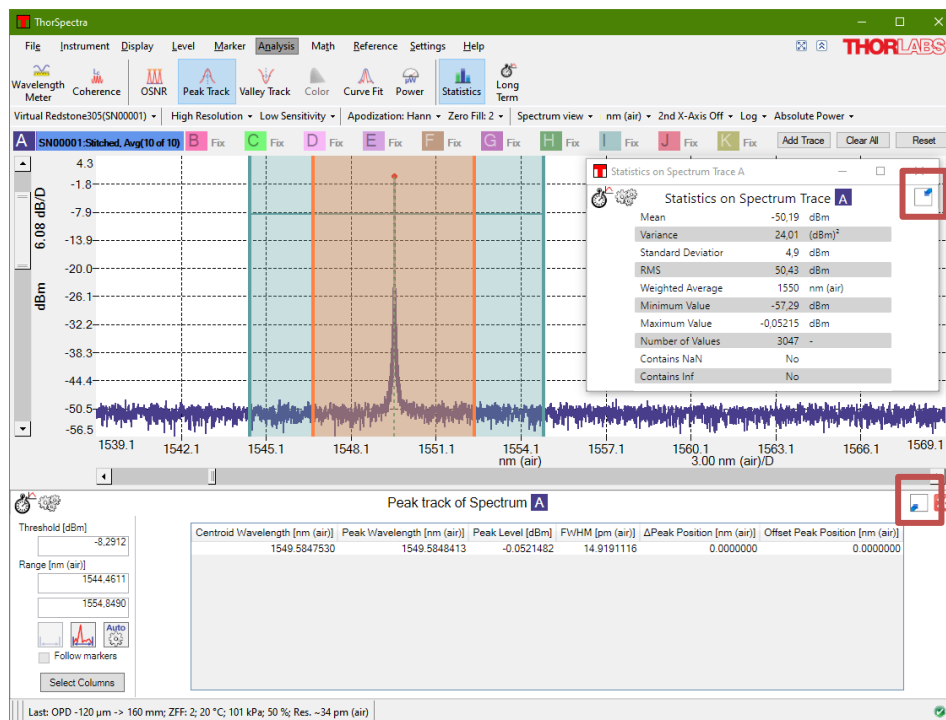 ThorSpectra
File Instrument Display Level Marker Analysis Math Reference Settings Help
THORLABS
Wavelength Meter Coherence OSNR Peak Track Valley Track Color Curve Fit Power Statistics Long Term
Virtual Redstone305(SN00001) High Resolution Low Sensitivity Apodization: Hann Zero Fill: 2 Spectrum view nm (air) 2nd X-Axis Off Log Absolute Power
A SN00001:Stitched, Avg(10 of 10) B Fix C Fix D Fix E Fix F Fix G Fix H Fix I Fix J Fix K Fix Add Trace Clear All Reset
4.3
-1.8
-7.9
-13.9
-20.0
-26.1
-32.2
-38.3
-44.4
-50.5
-56.5
6.08 dB/D
dBm
1539.1 1542.1 1545.1 1548.1 1551.1 1554.1 1557.1 1560.1 1563.1 1566.1 1569.1
nm (air) 3.00 nm (air)/D
Statistics on Spectrum Trace A
Statistics on Spectrum Trace A
Mean -50,19 dBm
Variance 24,01 (dBm)²
Standard Deviatior 4,9 dBm
RMS 50,43 dBm
Weighted Average 1550 nm (air)
Minimum Value -57,29 dBm
Maximum Value -0,05215 dBm
Number of Values 3047 -
Contains NaN No
Contains Inf No
Peak track of Spectrum A
Threshold [dBm]
-8,2912
Range [nm (air)]
1544,4611
1554,8490
Auto
Follow markers
Select Columns
Centroid Wavelength [nm (air)] Peak Wavelength [nm (air)] Peak Level [dBm] FWHM [pm (air)] ΔPeak Position [nm (air)] Offset Peak Position [nm (air)]
1549.5847530 1549.5848413 -0.0521482 14.9191116 0.0000000 0.0000000
Last: OPD -120 µm -> 160 mm; ZFF: 2; 20 °C; 101 kPa; 50 %; Res. ~34 pm (air)